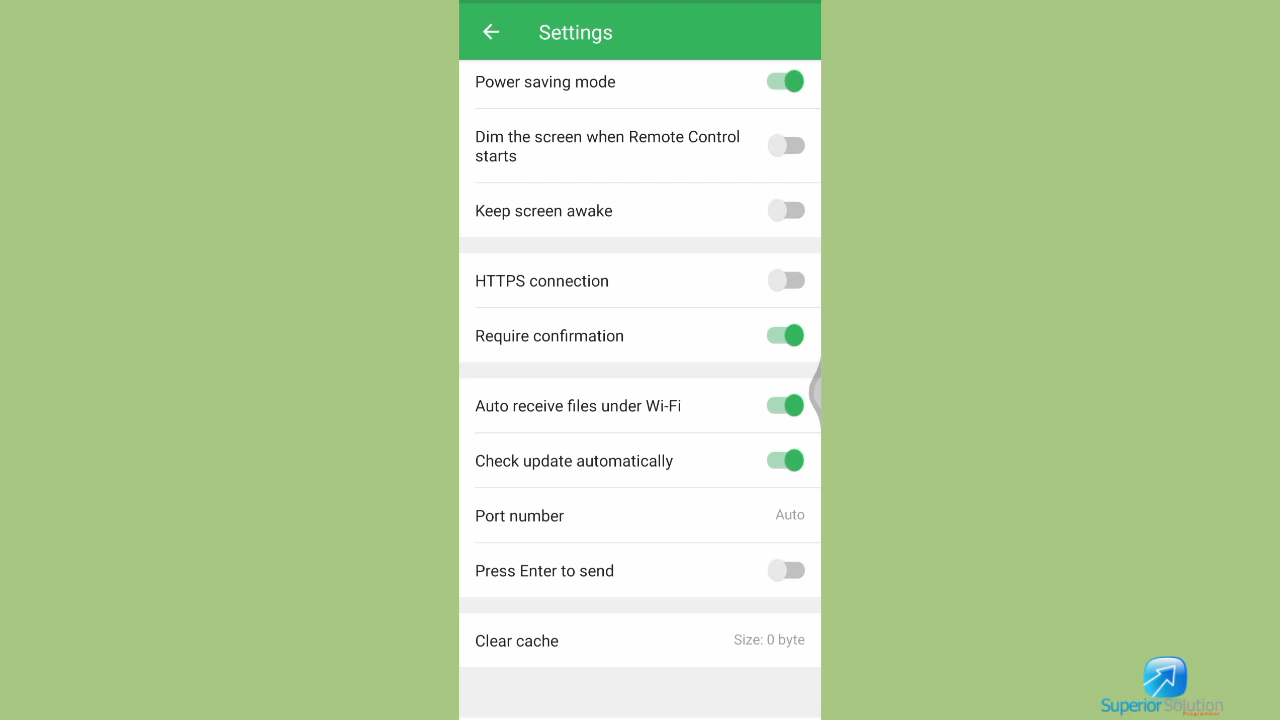 Settings
Power saving mode
Dim the screen when Remote Control
starts
Keep screen awake
HTTPS connection
Require confirmation
Auto receive files under Wi-Fi
Check update automatically
Port number Auto
Press Enter to send
Clear cache Size: 0 byte
Superior Solution
Programmer